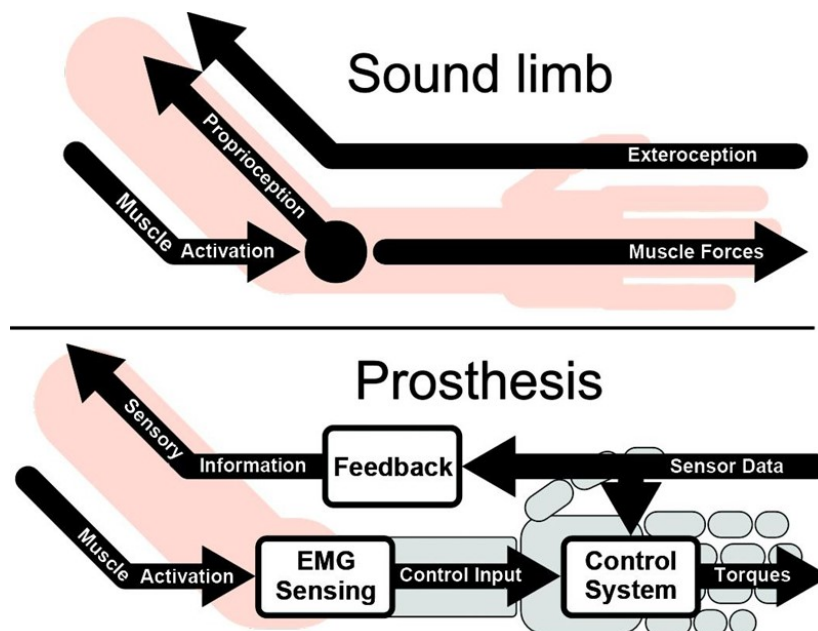 Sound limb
Exteroception
Proprioception
Muscle Activation
Muscle Forces
Prosthesis
Sensory Information
Feedback
Sensor Data
Muscle Activation
EMG
Sensing
Control Input
Control
System
Torques